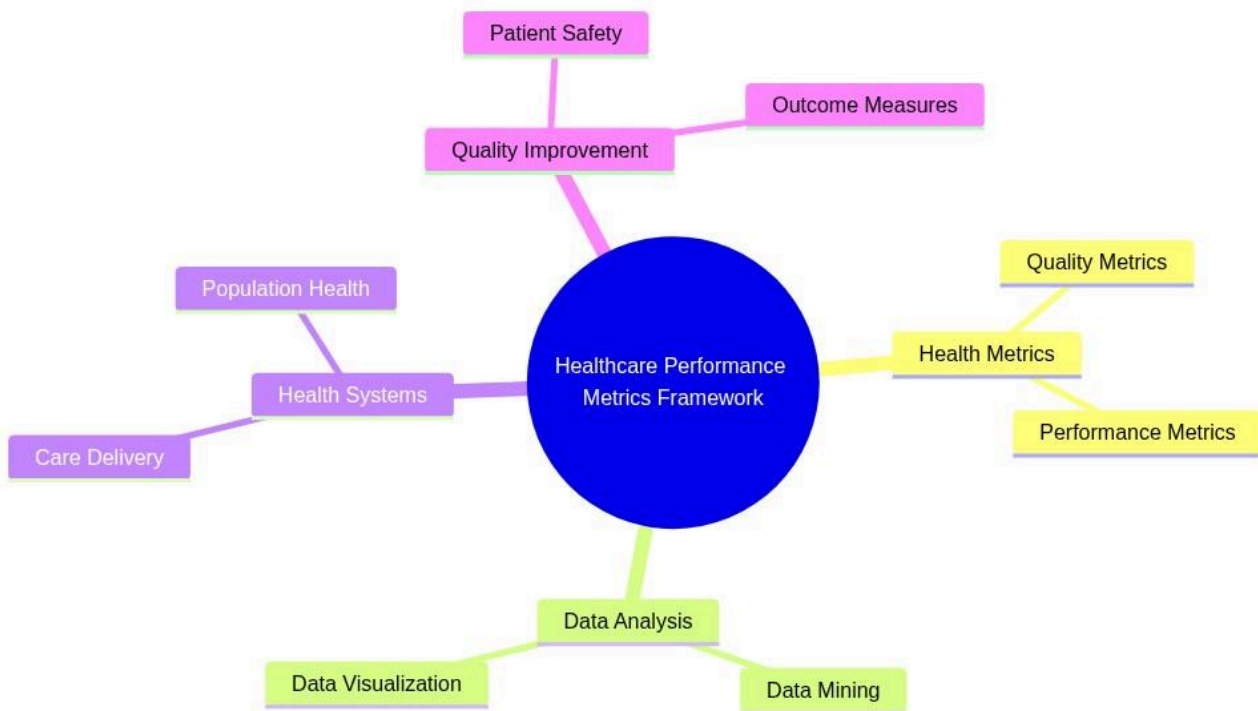 Patient Safety
Outcome Measures
Quality Improvement
Quality Metrics
Population Health
Health Metrics
Healthcare Performance
Metrics Framework
Health Systems
Performance Metrics
Care Delivery
Data Analysis
Data Visualization
Data Mining